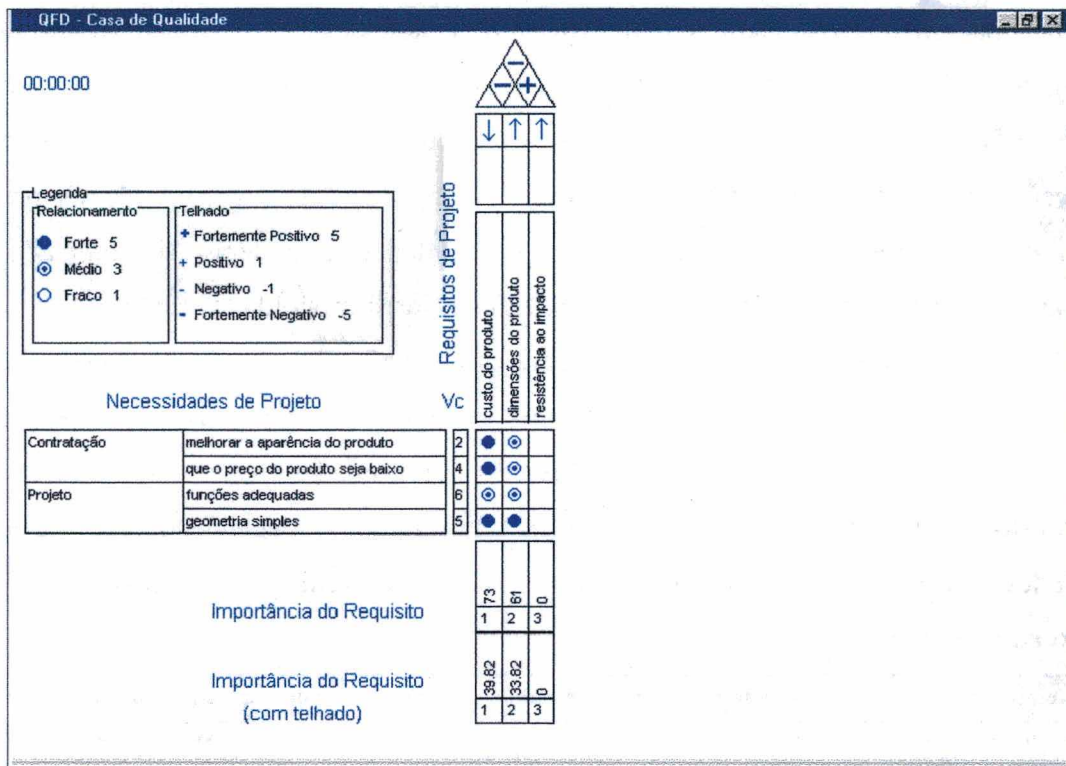 QFD - Casa de Qualidade
00:00:00
Legenda
Relacionamento
Forte 5
Médio 3
Fraco 1
Telhado
+ Fortemente Positivo 5
+ Positivo 1
- Negativo -1
- Fortemente Negativo -5
- 
- +
↓ ↑ ↑
Requisitos de Projeto
custo do produto
dimensões do produto
resistência ao impacto
Necessidades de Projeto Vc
Contratação melhorar a aparência do produto 2
que o preço do produto seja baixo 4
Projeto funções adequadas 6
geometria simples 5
Importância do Requisito 73 61 0
1 2 3
Importância do Requisito 39.82 33.82 0
(com telhado) 1 2 3